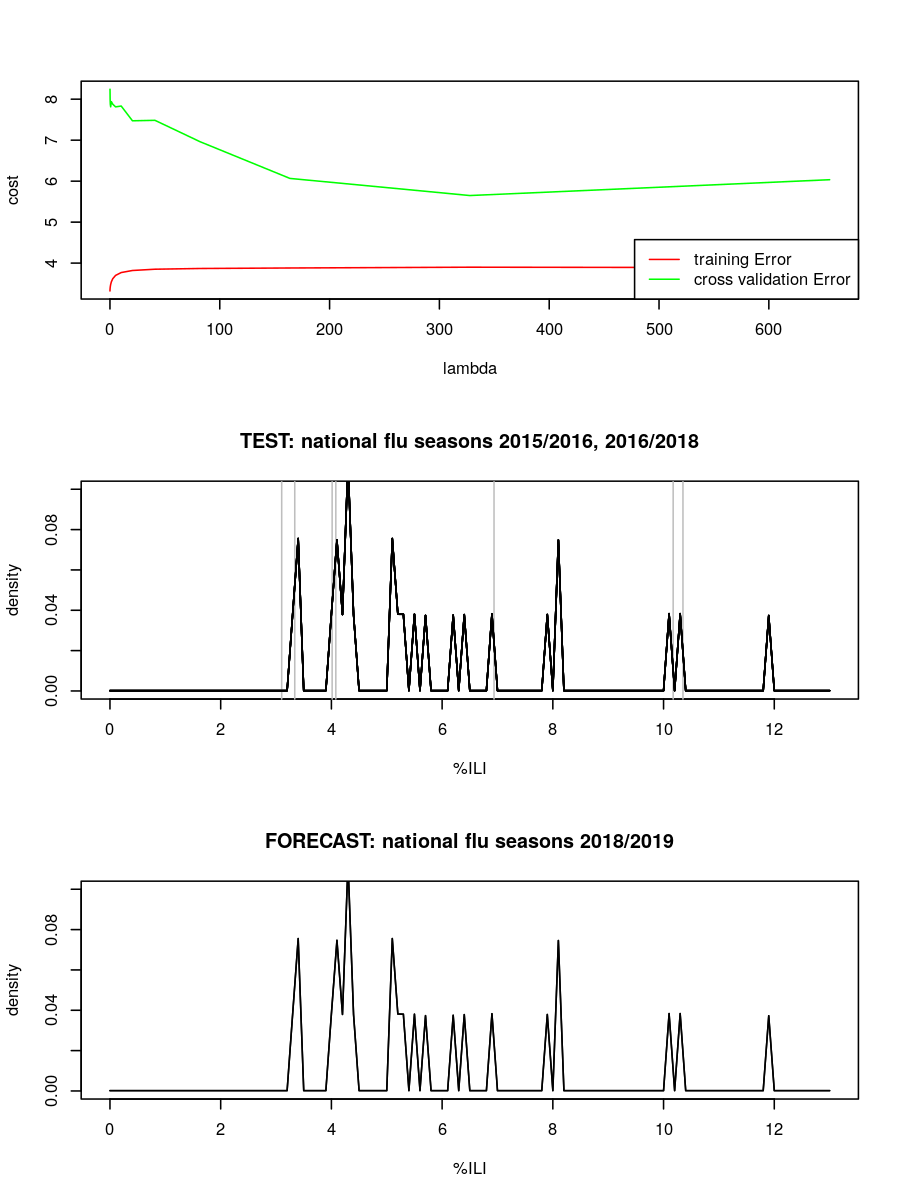 8
7
6
5
4
cost
training Error
cross validation Error
0 100 200 300 400 500 600
lambda
TEST: national flu seasons 2015/2016, 2016/2018
0.08
0.04
0.00
density
0 2 4 6 8 10 12
%ILI
FORECAST: national flu seasons 2018/2019
0.08
0.04
0.00
density
0 2 4 6 8 10 12
%ILI